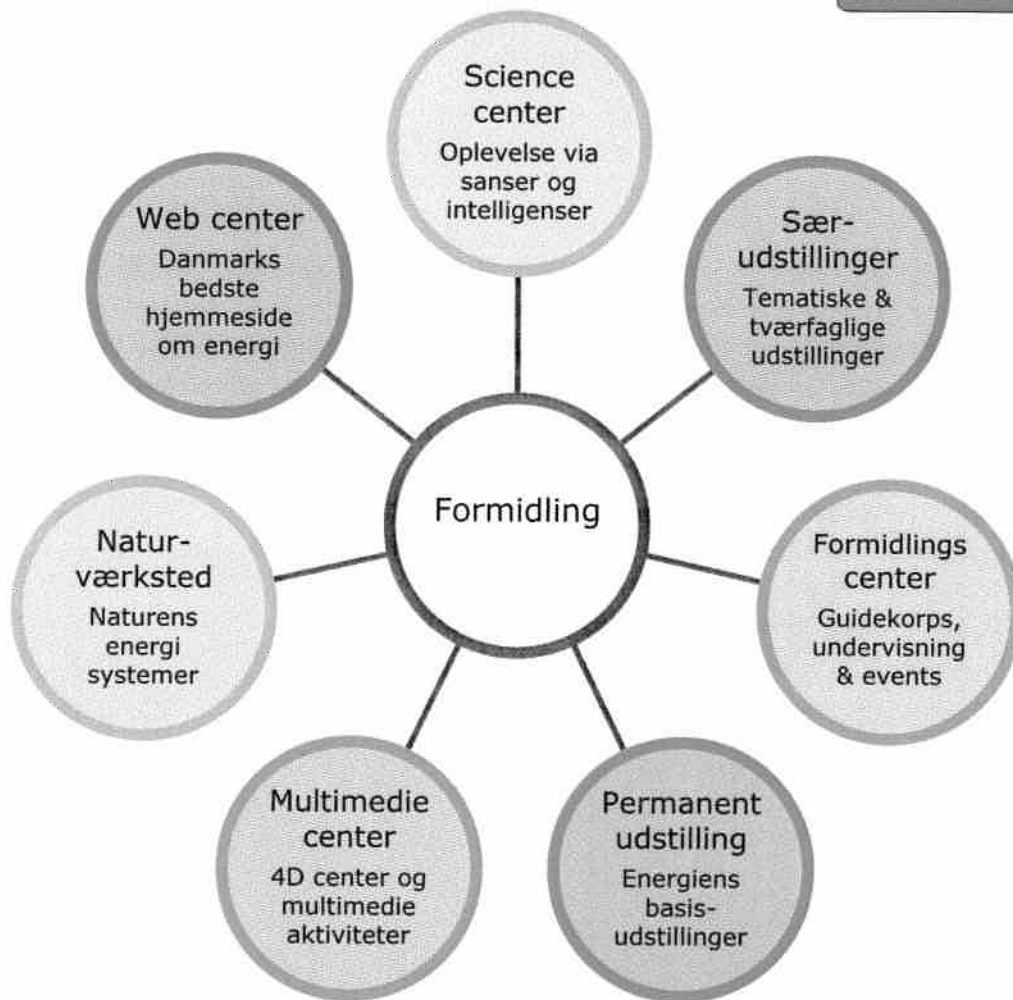 Science
center
Oplevelse via
sanser og
intelligenser
Sær-
udstillinger
Tematiske &
tværfaglige
udstillinger
Formidlings
center
Guidekorps,
undervisning
& events
Permanent
udstilling
Energiens
basis-
udstillinger
Multimedie
center
4D center og
multimedie
aktiviteter
Natur-
værksted
Naturens
energi
systemer
Web center
Danmarks
bedste
hjemmeside
om energi
Formidling